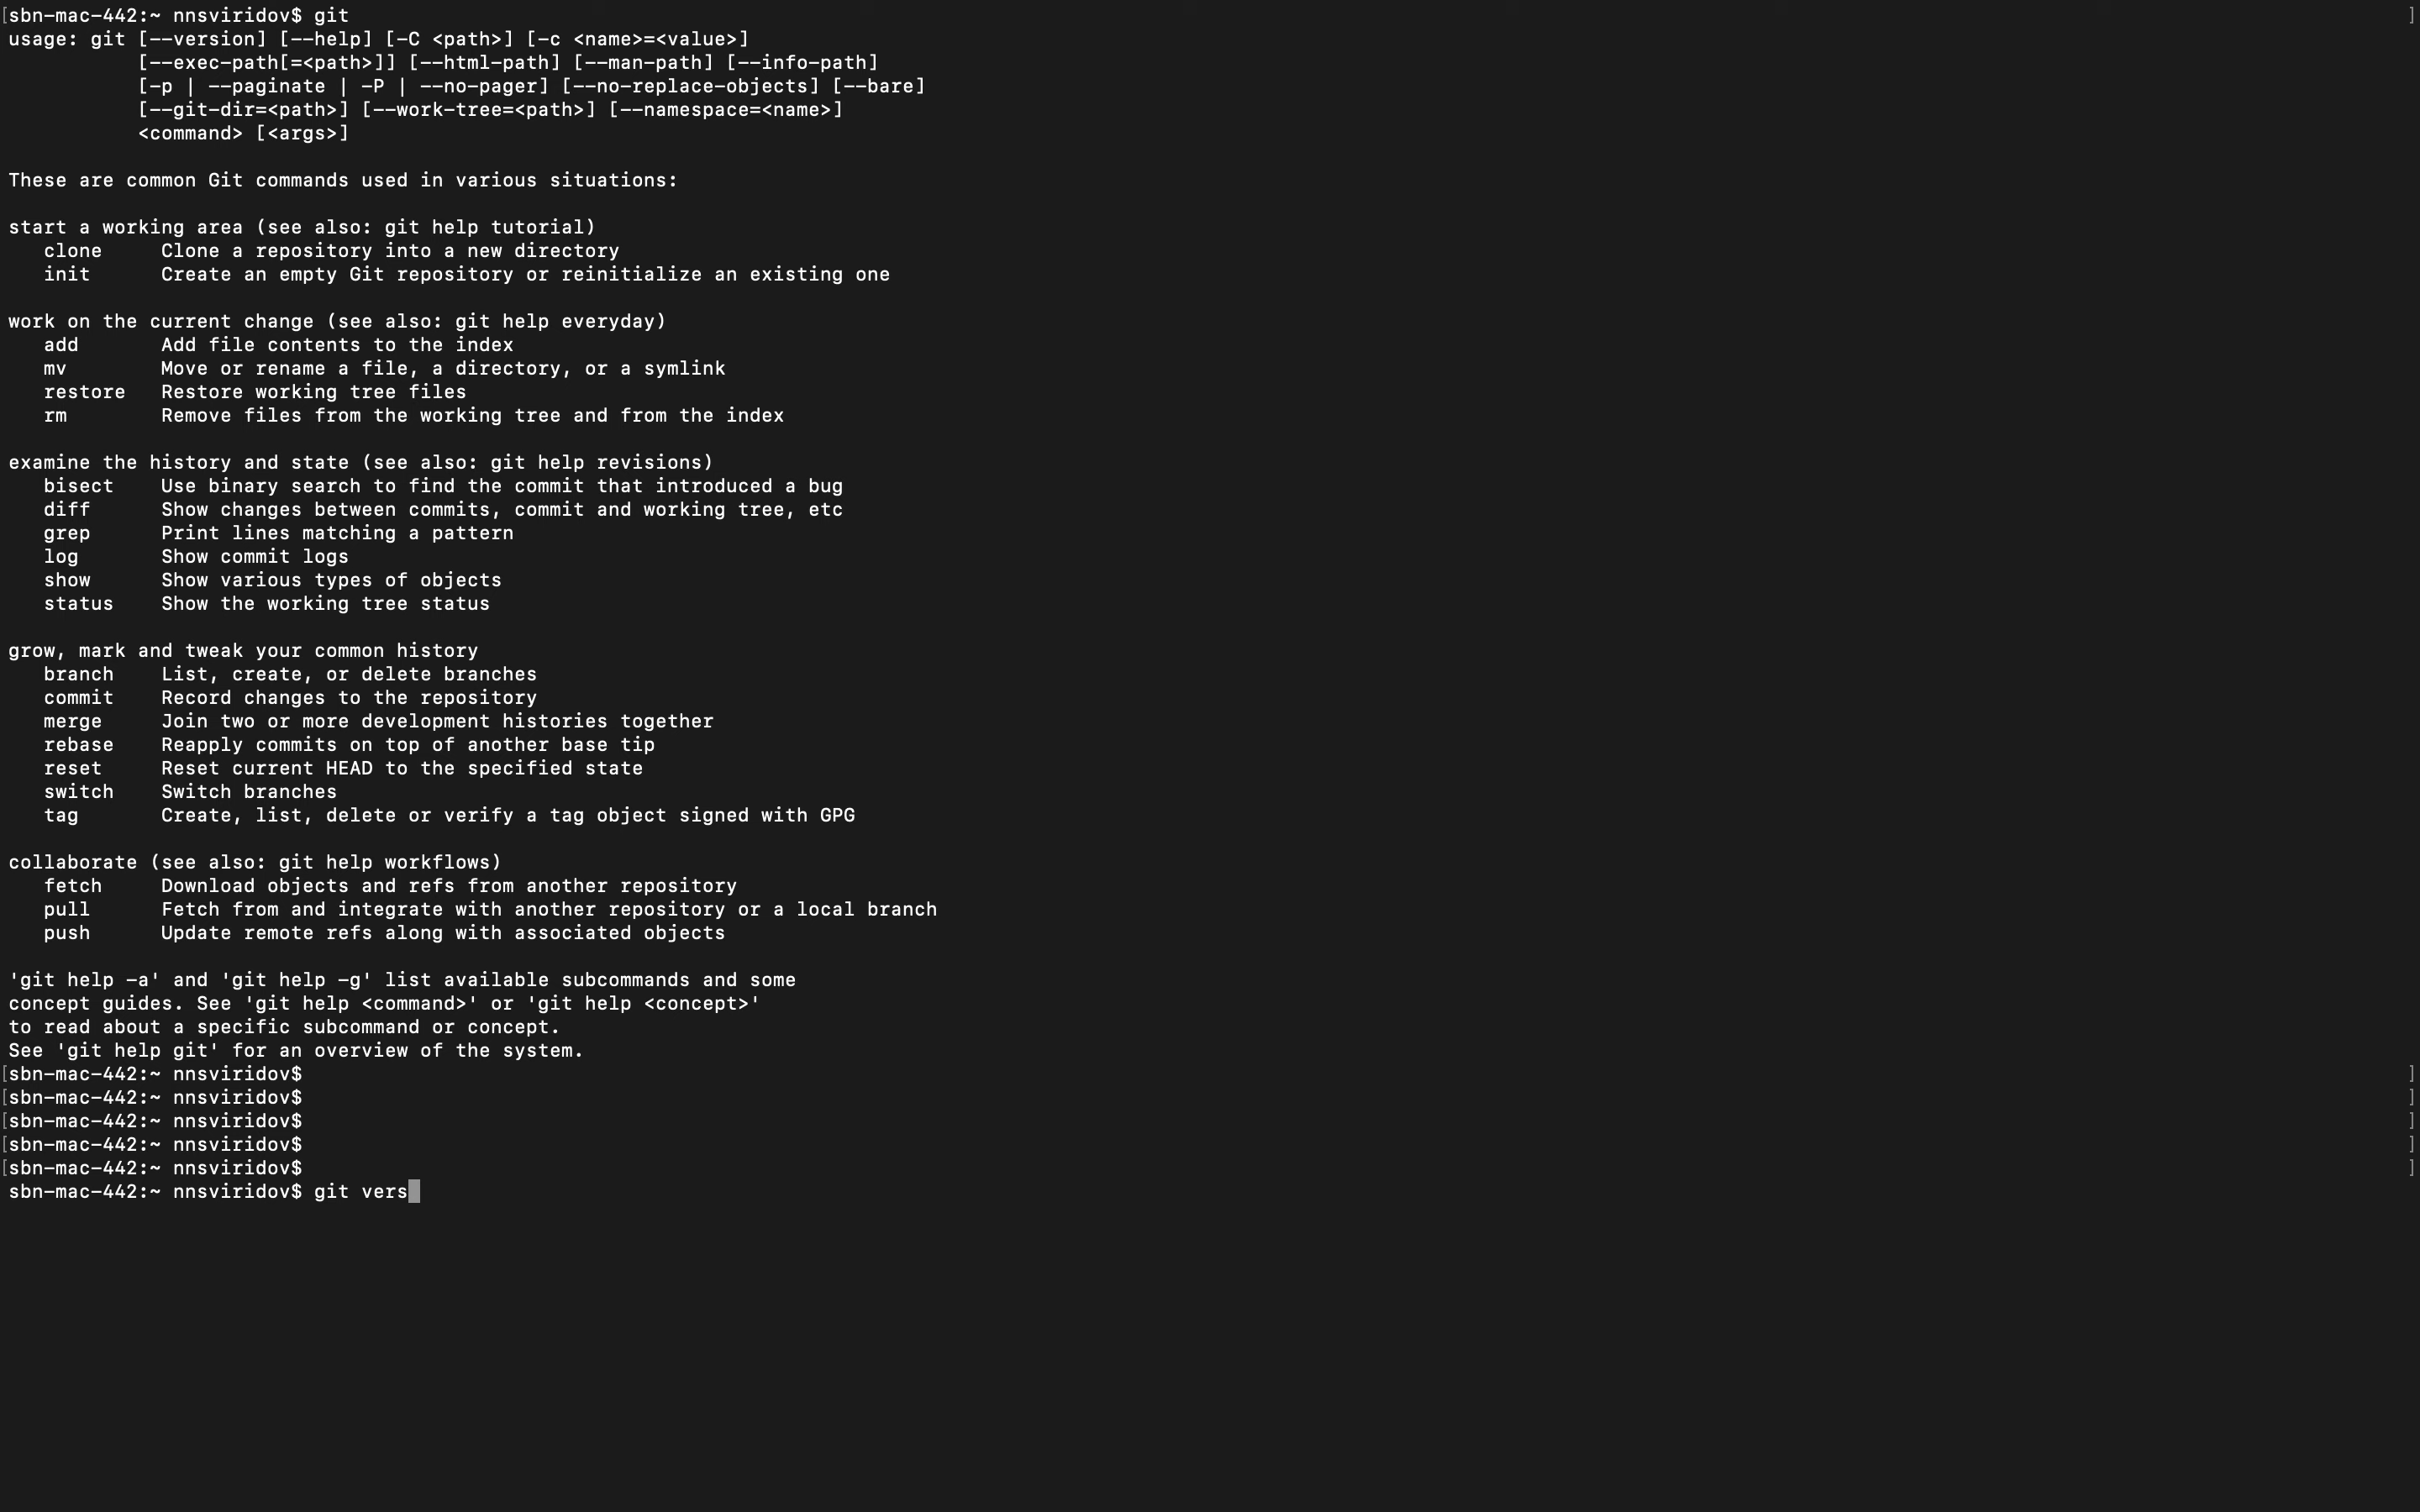 [sbn-mac-442:~ nnsviridov$ git ]
usage: git [--version] [--help] [-C <path>] [-c <name>=<value>]
           [--exec-path[=<path>]] [--html-path] [--man-path] [--info-path]
           [-p | --paginate | -P | --no-pager] [--no-replace-objects] [--bare]
           [--git-dir=<path>] [--work-tree=<path>] [--namespace=<name>]
           <command> [<args>]

These are common Git commands used in various situations:

start a working area (see also: git help tutorial)
   clone     Clone a repository into a new directory
   init      Create an empty Git repository or reinitialize an existing one

work on the current change (see also: git help everyday)
   add       Add file contents to the index
   mv        Move or rename a file, a directory, or a symlink
   restore   Restore working tree files
   rm        Remove files from the working tree and from the index

examine the history and state (see also: git help revisions)
   bisect    Use binary search to find the commit that introduced a bug
   diff      Show changes between commits, commit and working tree, etc
   grep      Print lines matching a pattern
   log       Show commit logs
   show      Show various types of objects
   status    Show the working tree status

grow, mark and tweak your common history
   branch    List, create, or delete branches
   commit    Record changes to the repository
   merge     Join two or more development histories together
   rebase    Reapply commits on top of another base tip
   reset     Reset current HEAD to the specified state
   switch    Switch branches
   tag       Create, list, delete or verify a tag object signed with GPG

collaborate (see also: git help workflows)
   fetch     Download objects and refs from another repository
   pull      Fetch from and integrate with another repository or a local branch
   push      Update remote refs along with associated objects

'git help -a' and 'git help -g' list available subcommands and some
concept guides. See 'git help <command>' or 'git help <concept>'
to read about a specific subcommand or concept.
See 'git help git' for an overview of the system.
[sbn-mac-442:~ nnsviridov$ ]
[sbn-mac-442:~ nnsviridov$ ]
[sbn-mac-442:~ nnsviridov$ ]
[sbn-mac-442:~ nnsviridov$ ]
[sbn-mac-442:~ nnsviridov$ ]
sbn-mac-442:~ nnsviridov$ git vers